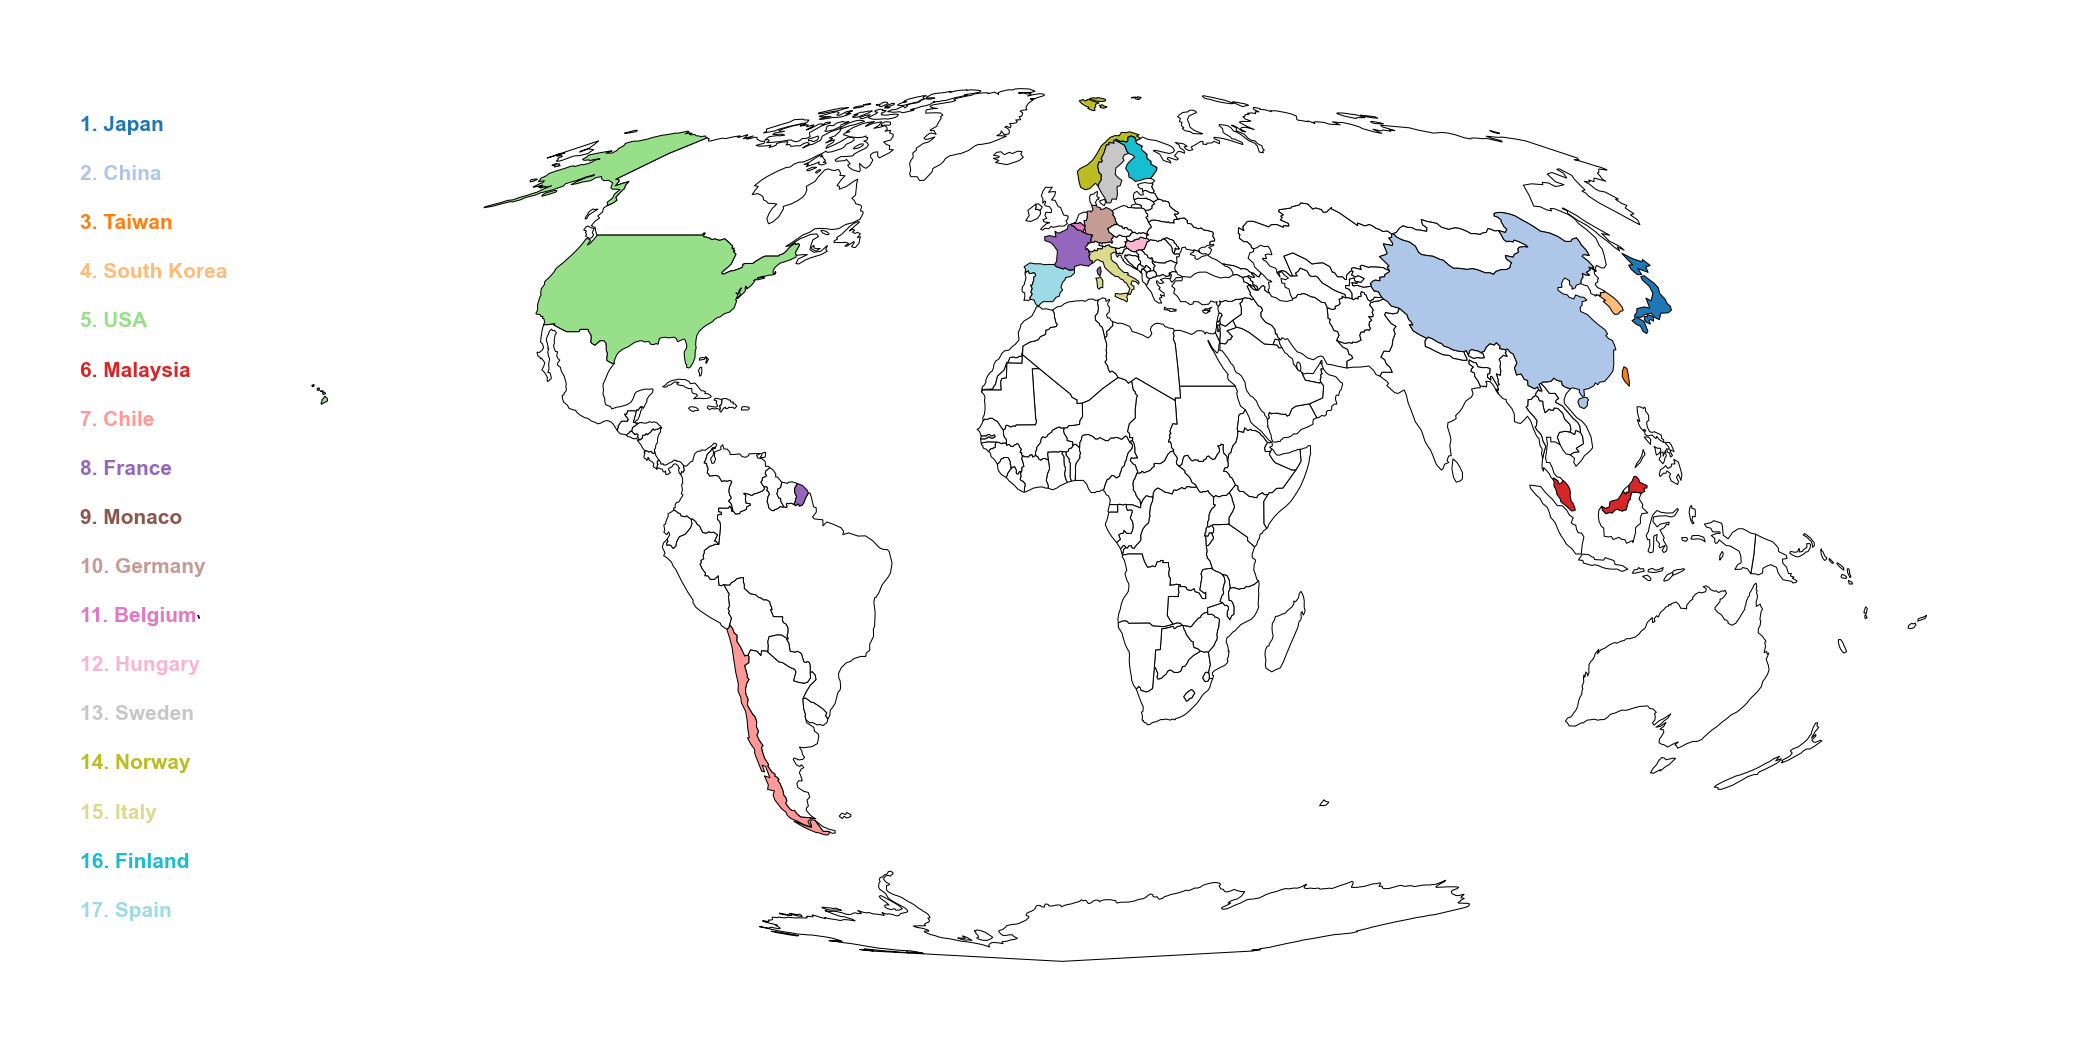 1. Japan
2. China
3. Taiwan
4. South Korea
5. USA
6. Malaysia
7. Chile
8. France
9. Monaco
10. Germany
11. Belgium
12. Hungary
13. Sweden
14. Norway
15. Italy
16. Finland
17. Spain